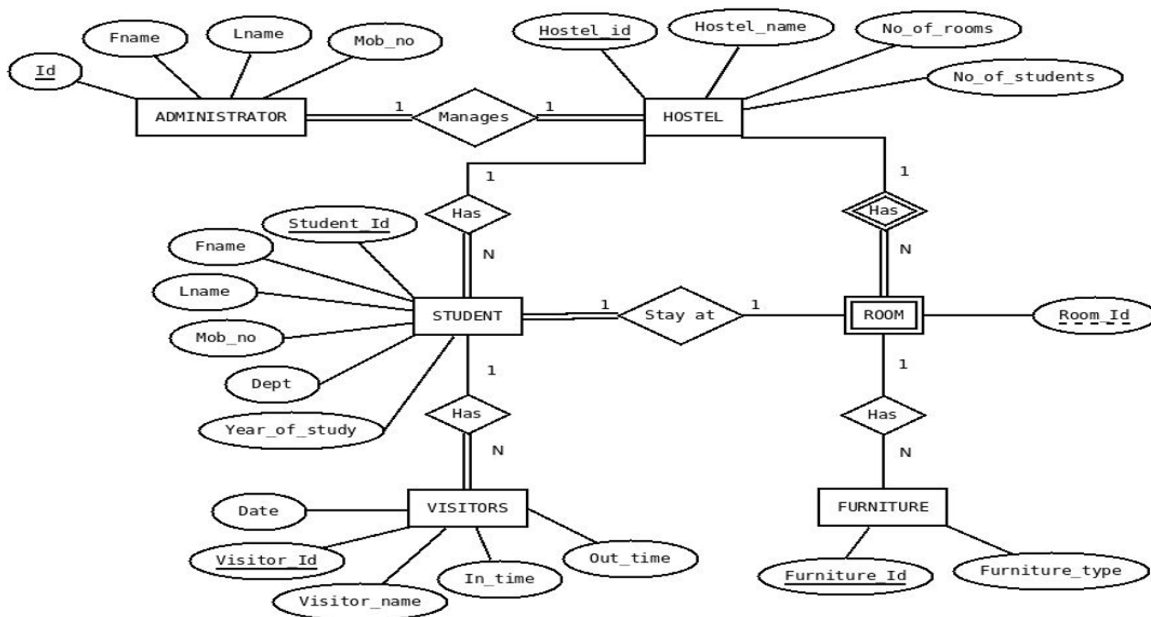 Fname
Lname
Mob_no
Id
Hostel_id
Hostel_name
No_of_rooms
No_of_students
ADMINISTRATOR
1
Manages
1
HOSTEL
1
1
Has
Has
N
N
Student_Id
Fname
Lname
Mob_no
Dept
Year_of_study
STUDENT
1
Stay at
1
ROOM
Room_Id
1
1
Has
Has
N
N
Date
VISITORS
FURNITURE
Visitor_Id
Visitor_name
In_time
Out_time
Furniture_Id
Furniture_type